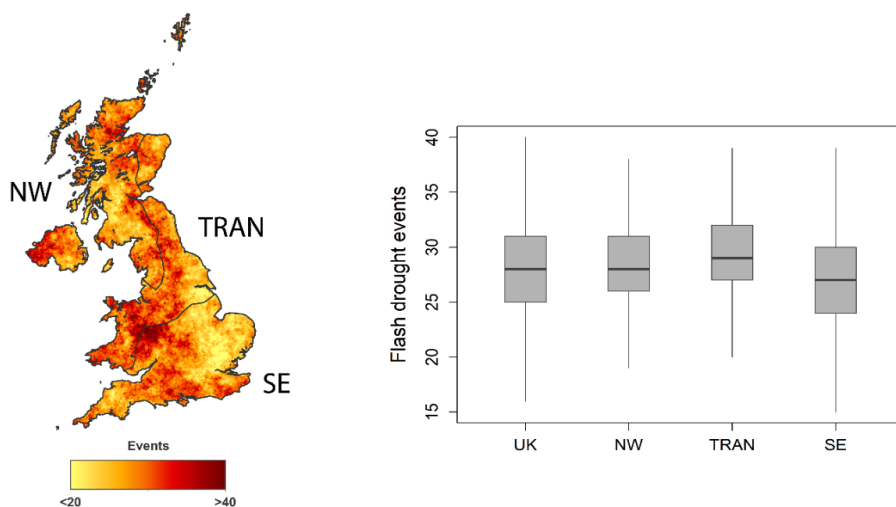 NW
TRAN
SE
Events
<20
>40
Flash drought events
40
35
30
25
20
15
UK
NW
TRAN
SE